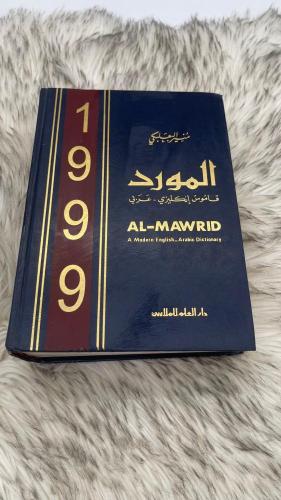 1999
منير البعلبكي
المورد
قاموس إنكليزي - عربي
AL-MAWRID
A Modern English-Arabic Dictionary
دار العلم للملايين